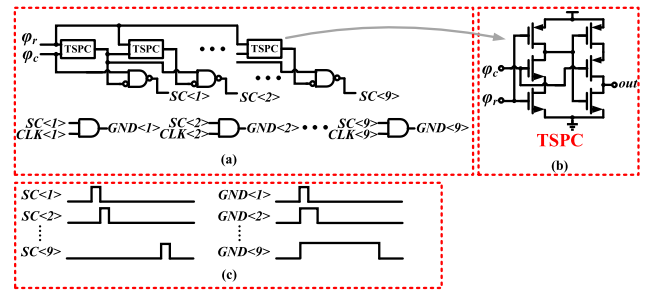 φr
φc
TSPC
TSPC
• • •
TSPC
• • •
SC<1>
SC<2>
SC<9>
SC<1>
CLK<1>
GND<1>
SC<2>
CLK<2>
GND<2>
• • •
SC<9>
CLK<9>
GND<9>
(a)
φc
φr
out
TSPC
(b)
SC<1>
GND<1>
SC<2>
GND<2>
SC<9>
GND<9>
(c)